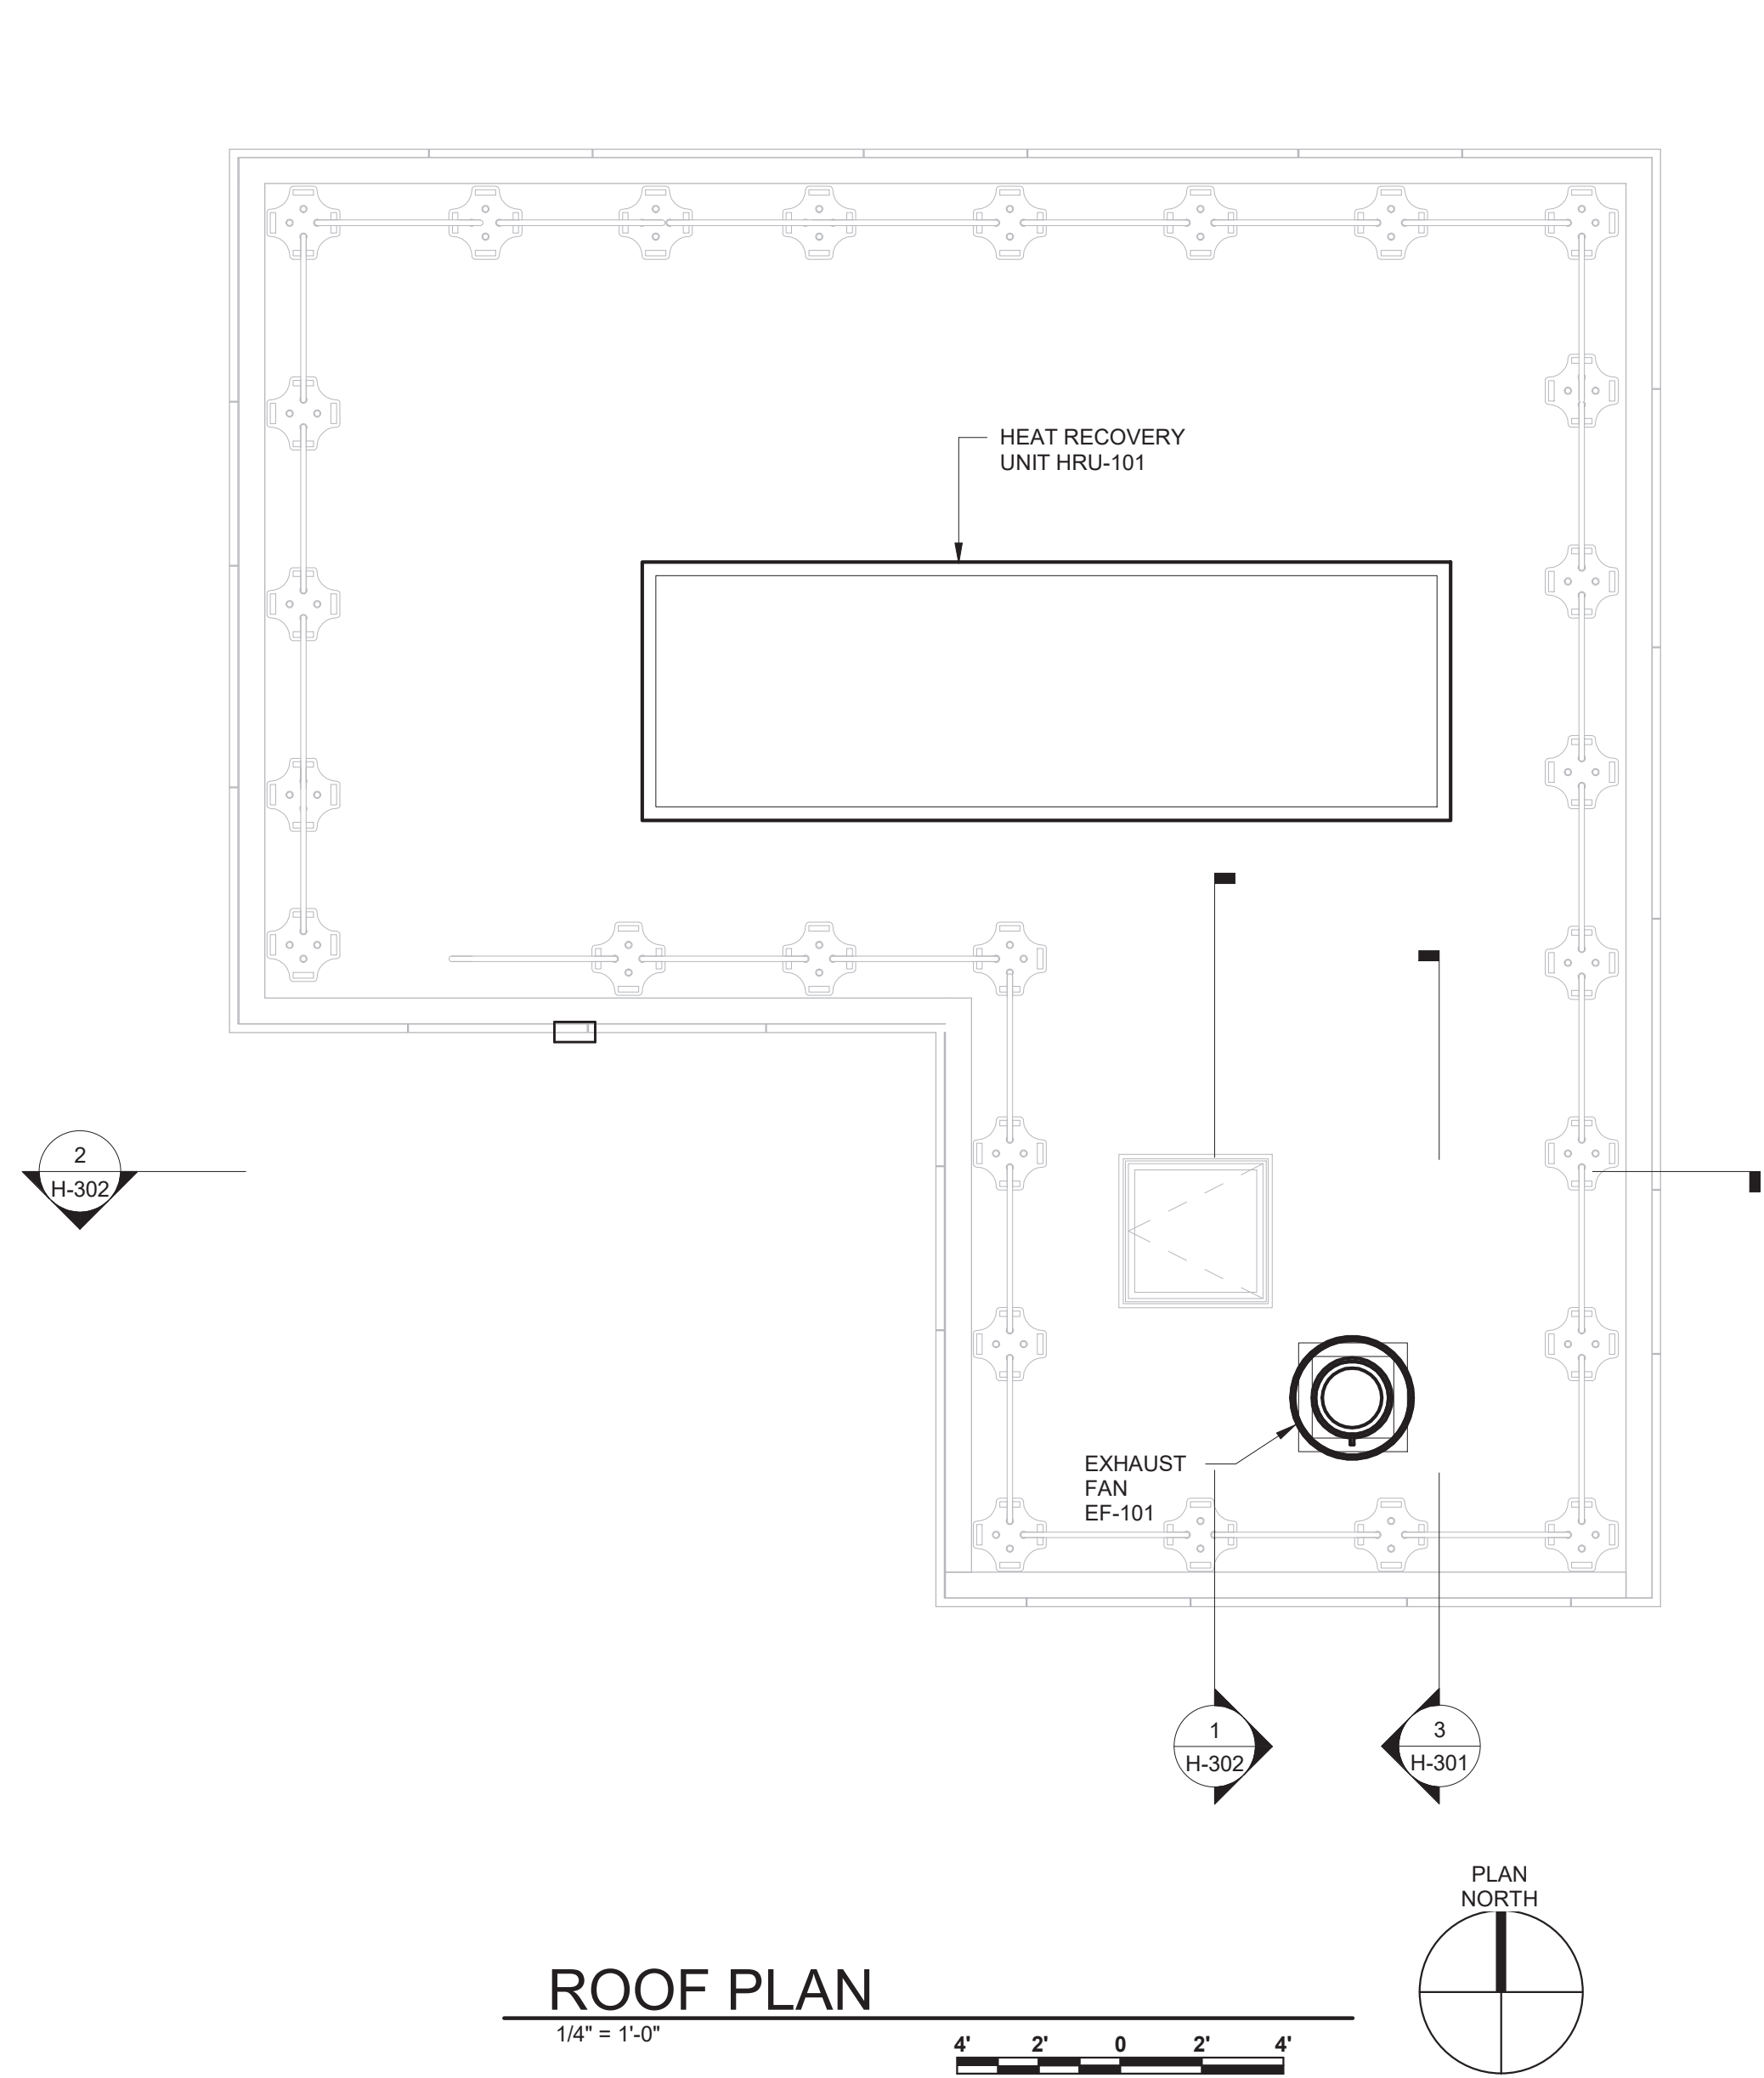 HEAT RECOVERY
UNIT HRU-101
2
H-302
EXHAUST
FAN
EF-101
1
H-302
3
H-301
PLAN
NORTH
ROOF PLAN
1/4" = 1'-0"
4' 2' 0 2' 4'